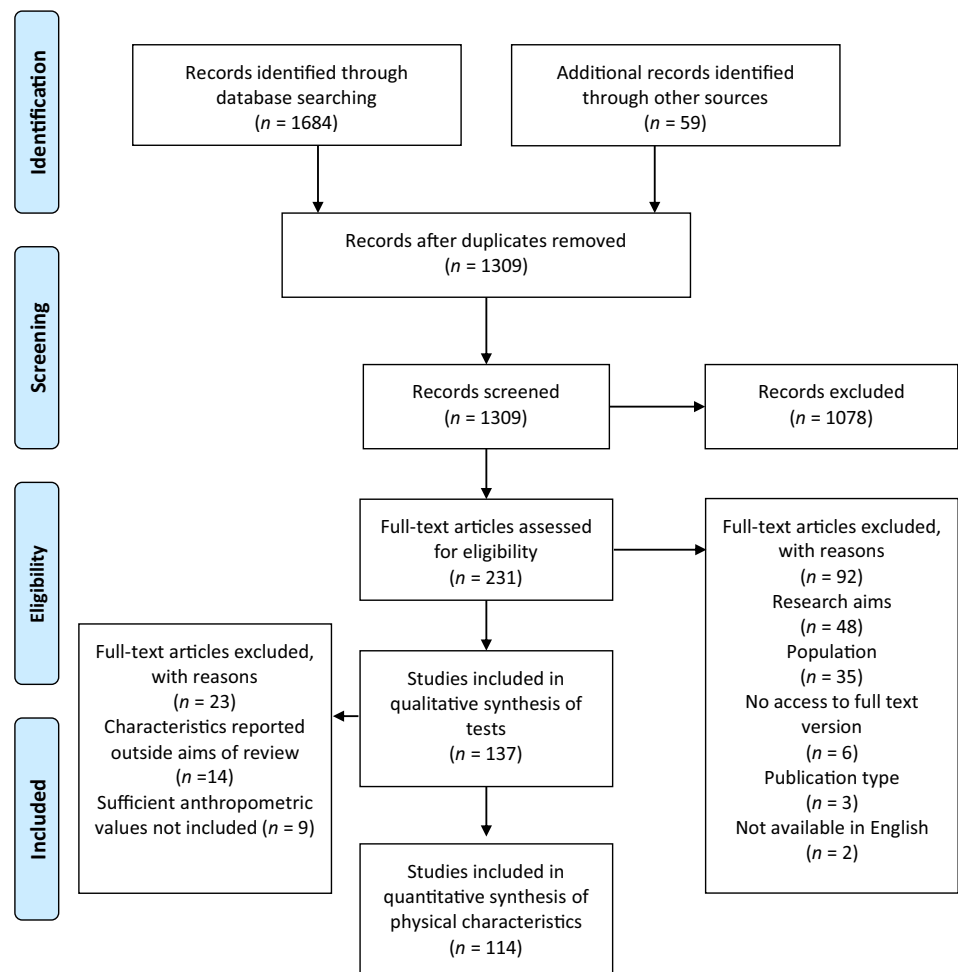 Identification
Records identified through
database searching
(n = 1684)
Additional records identified
through other sources
(n = 59)
Records after duplicates removed
(n = 1309)
Screening
Records screened
(n = 1309)
Records excluded
(n = 1078)
Eligibility
Full-text articles assessed
for eligibility
(n = 231)
Full-text articles excluded,
with reasons
(n = 92)
Research aims
(n = 48)
Population
(n = 35)
No access to full text
version
(n = 6)
Publication type
(n = 3)
Not available in English
(n = 2)
Studies included in
qualitative synthesis of
tests
(n = 137)
Full-text articles excluded,
with reasons
(n = 23)
Characteristics reported
outside aims of review
(n =14)
Sufficient anthropometric
values not included (n = 9)
Included
Studies included in
quantitative synthesis of
physical characteristics
(n = 114)